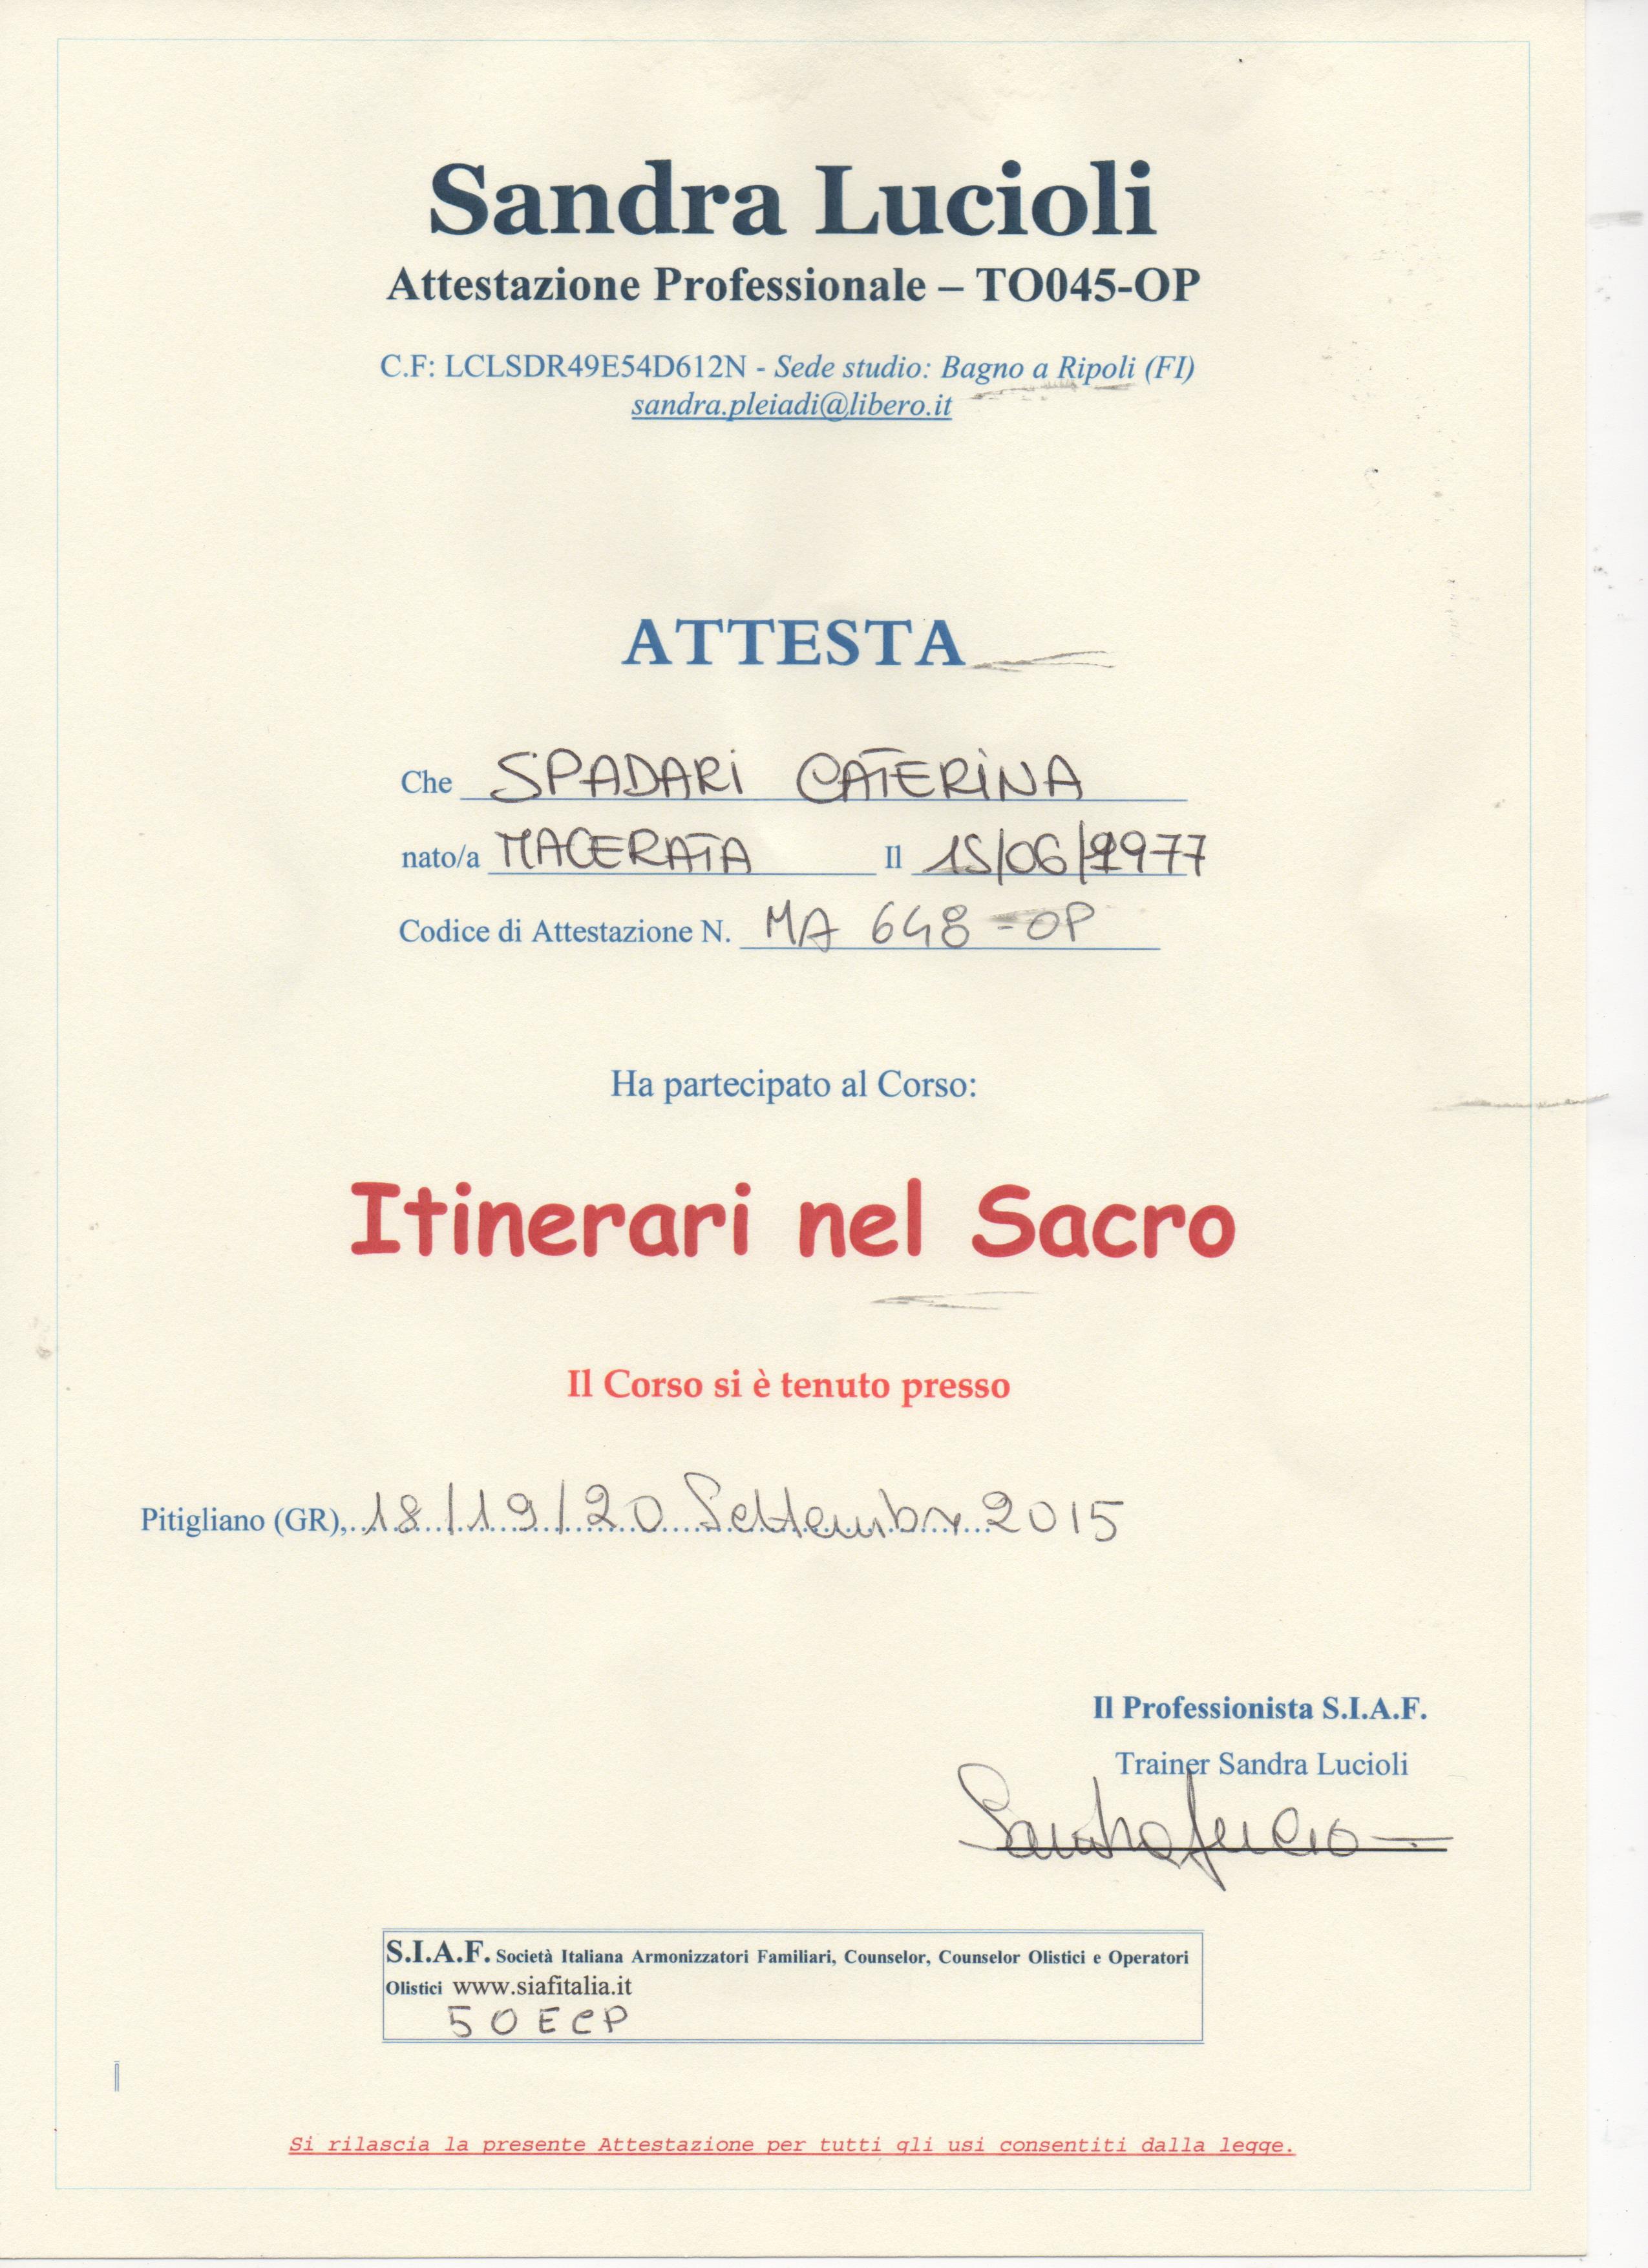 Sandra Lucioli
Attestazione Professionale – TO045-OP
C.F: LCLSDR49E54D612N - Sede studio: Bagno a Ripoli (FI)
sandra.pleiadi@libero.it
ATTESTA
Che SPADARI CATERINA
nato/a MACERATA Il 15/06/1977
Codice di Attestazione N. MA 648-OP
Ha partecipato al Corso:
Itinerari nel Sacro
Il Corso si è tenuto presso
Pitigliano (GR), 18/19/20 Settembre 2015
Il Professionista S.I.A.F.
Trainer Sandra Lucioli
S.I.A.F. Società Italiana Armonizzatori Familiari, Counselor, Counselor Olistici e Operatori
Olistici www.siafitalia.it
50 ECP
Si rilascia la presente Attestazione per tutti gli usi consentiti dalla legge.